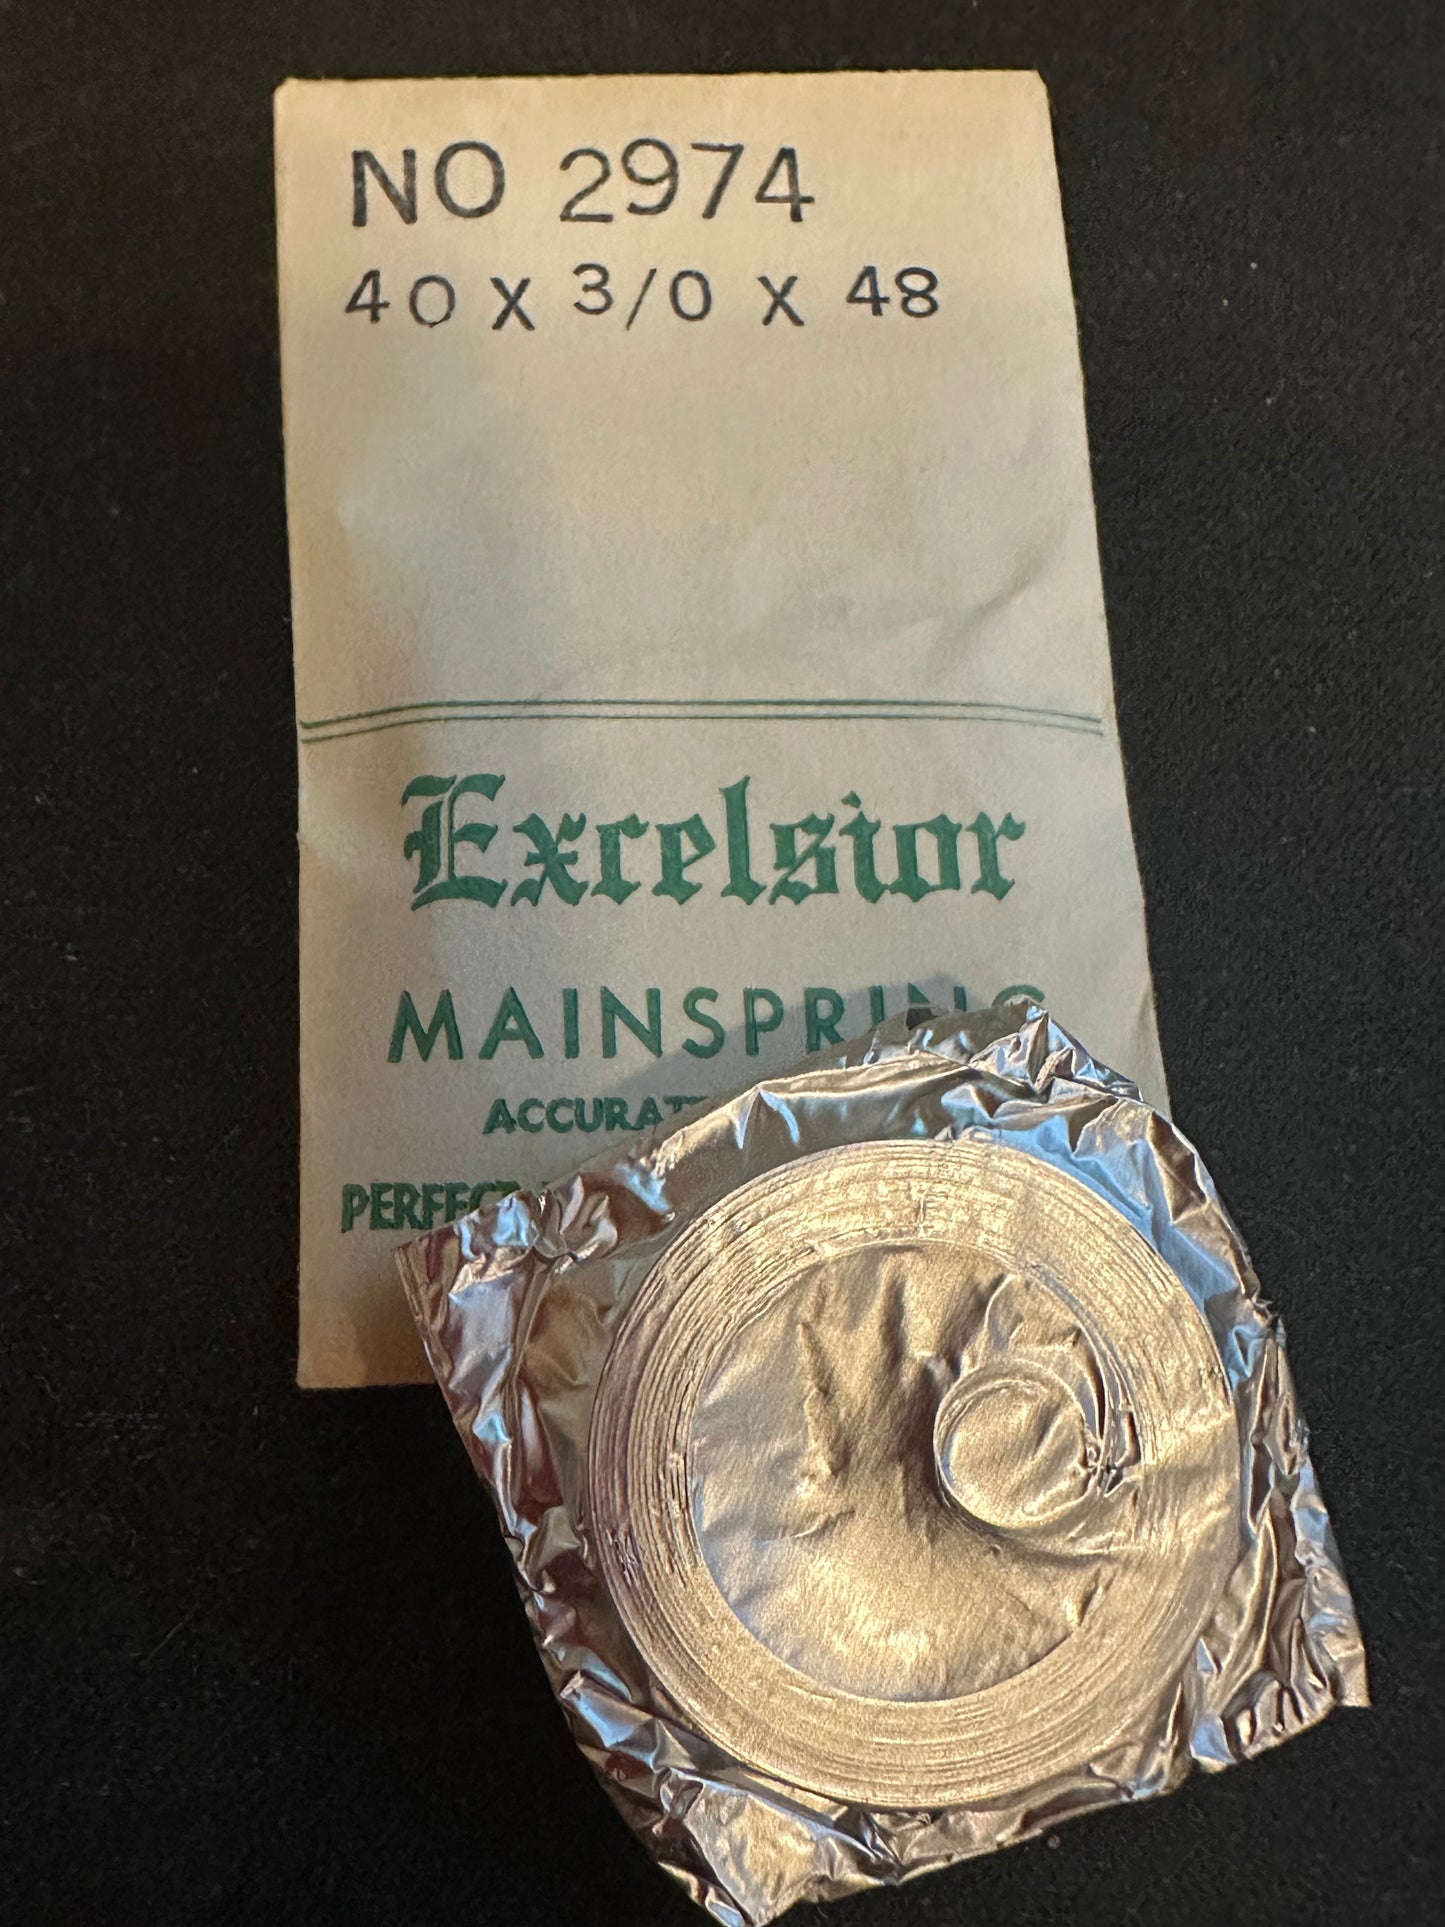 NO 2974
40 X 3/0 X 48
Excelsior
MAINSPRING